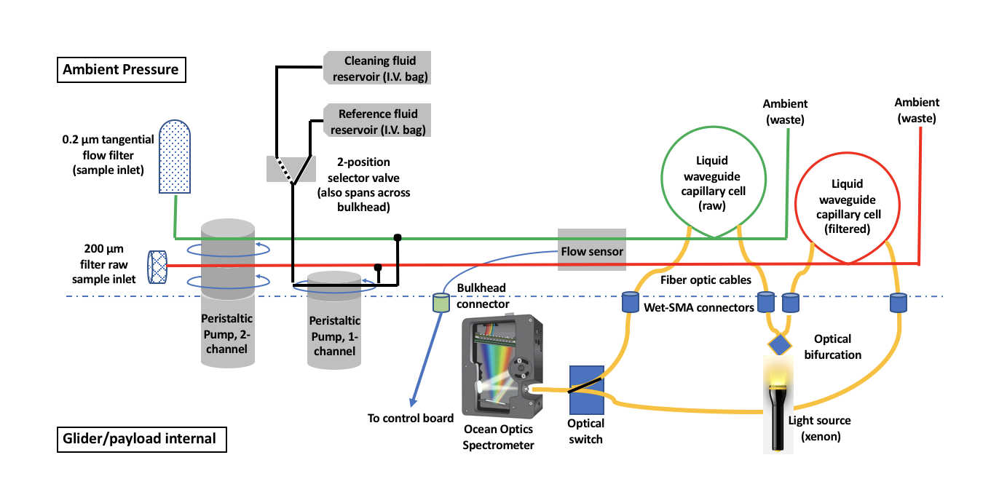 Ambient Pressure
Cleaning fluid
reservoir (I.V. bag)
Reference fluid
reservoir (I.V. bag)
0.2 µm tangential
flow filter
(sample inlet)
2-position
selector valve
(also spans across
bulkhead)
Ambient
(waste)
Ambient
(waste)
Liquid
waveguide
capillary cell
(raw)
Liquid
waveguide
capillary cell
(filtered)
200 µm
filter raw
sample inlet
Flow sensor
Fiber optic cables
Bulkhead
connector
Wet-SMA connectors
Peristaltic
Pump, 2-
channel
Peristaltic
Pump, 1-
channel
Optical
bifurcation
To control board
Ocean Optics
Spectrometer
Optical
switch
Light source
(xenon)
Glider/payload internal